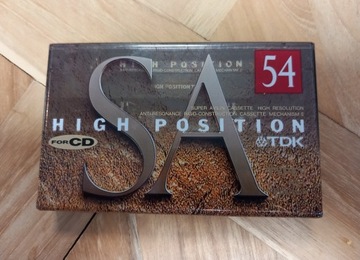 HIGH POSITION
54
SA
HIGH POSITION
SUPER AVILYN CASSETTE HIGH RESOLUTION
ANTI-RESONANCE RIGID-CONSTRUCTION CASSETTE MECHANISM II
HIGH POSITION
FOR CD
TDK